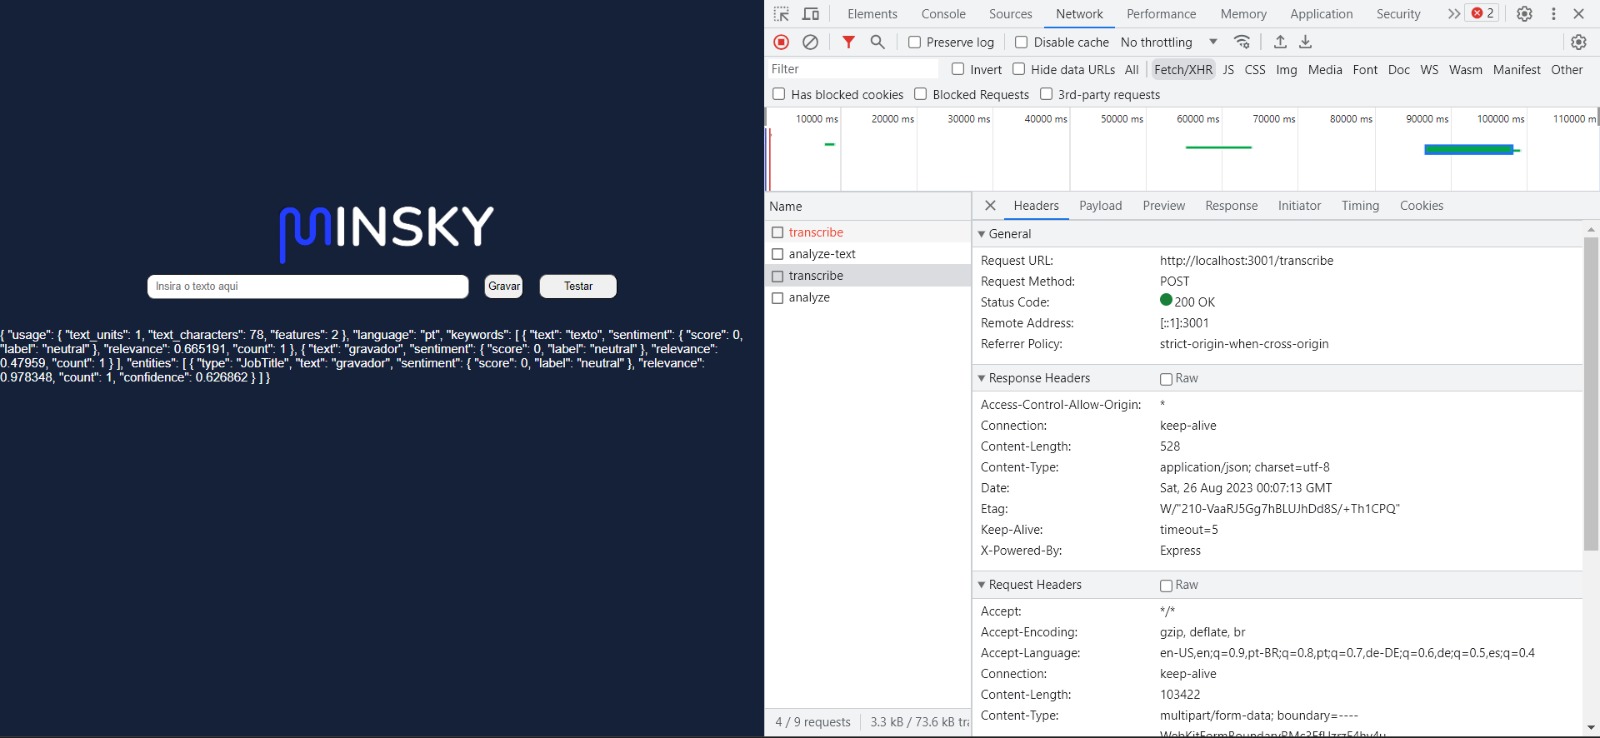 MINSKY
Insira o texto aqui
Gravar
Testar
{ "usage": { "text_units": 1, "text_characters": 78, "features": 2 }, "language": "pt", "keywords": [ { "text": "texto", "sentiment": { "score": 0,
"label": "neutral" }, "relevance": 0.665191, "count": 1 }, { "text": "gravador", "sentiment": { "score": 0, "label": "neutral" }, "relevance":
0.47959, "count": 1 } ], "entities": [ { "type": "JobTitle", "text": "gravador", "sentiment": { "score": 0, "label": "neutral" }, "relevance":
0.978348, "count": 1, "confidence": 0.626862 } ] }
Elements Console Sources Network Performance Memory Application Security 2
Preserve log Disable cache No throttling
Filter Invert Hide data URLs All Fetch/XHR JS CSS Img Media Font Doc WS Wasm Manifest Other
Has blocked cookies Blocked Requests 3rd-party requests
10000 ms 20000 ms 30000 ms 40000 ms 50000 ms 60000 ms 70000 ms 80000 ms 90000 ms 100000 ms 110000 m
Name
transcribe
analyze-text
transcribe
analyze
4 / 9 requests 3.3 kB / 73.6 kB tra
Headers Payload Preview Response Initiator Timing Cookies
General
Request URL: http://localhost:3001/transcribe
Request Method: POST
Status Code: 200 OK
Remote Address: [::1]:3001
Referrer Policy: strict-origin-when-cross-origin
Response Headers Raw
Access-Control-Allow-Origin: *
Connection: keep-alive
Content-Length: 528
Content-Type: application/json; charset=utf-8
Date: Sat, 26 Aug 2023 00:07:13 GMT
Etag: W/"210-VaaRJ5Gg7hBLUJhDd8S/+Th1CPQ"
Keep-Alive: timeout=5
X-Powered-By: Express
Request Headers Raw
Accept: */*
Accept-Encoding: gzip, deflate, br
Accept-Language: en-US,en;q=0.9,pt-BR;q=0.8,pt;q=0.7,de-DE;q=0.6,de;q=0.5,es;q=0.4
Connection: keep-alive
Content-Length: 103422
Content-Type: multipart/form-data; boundary=----